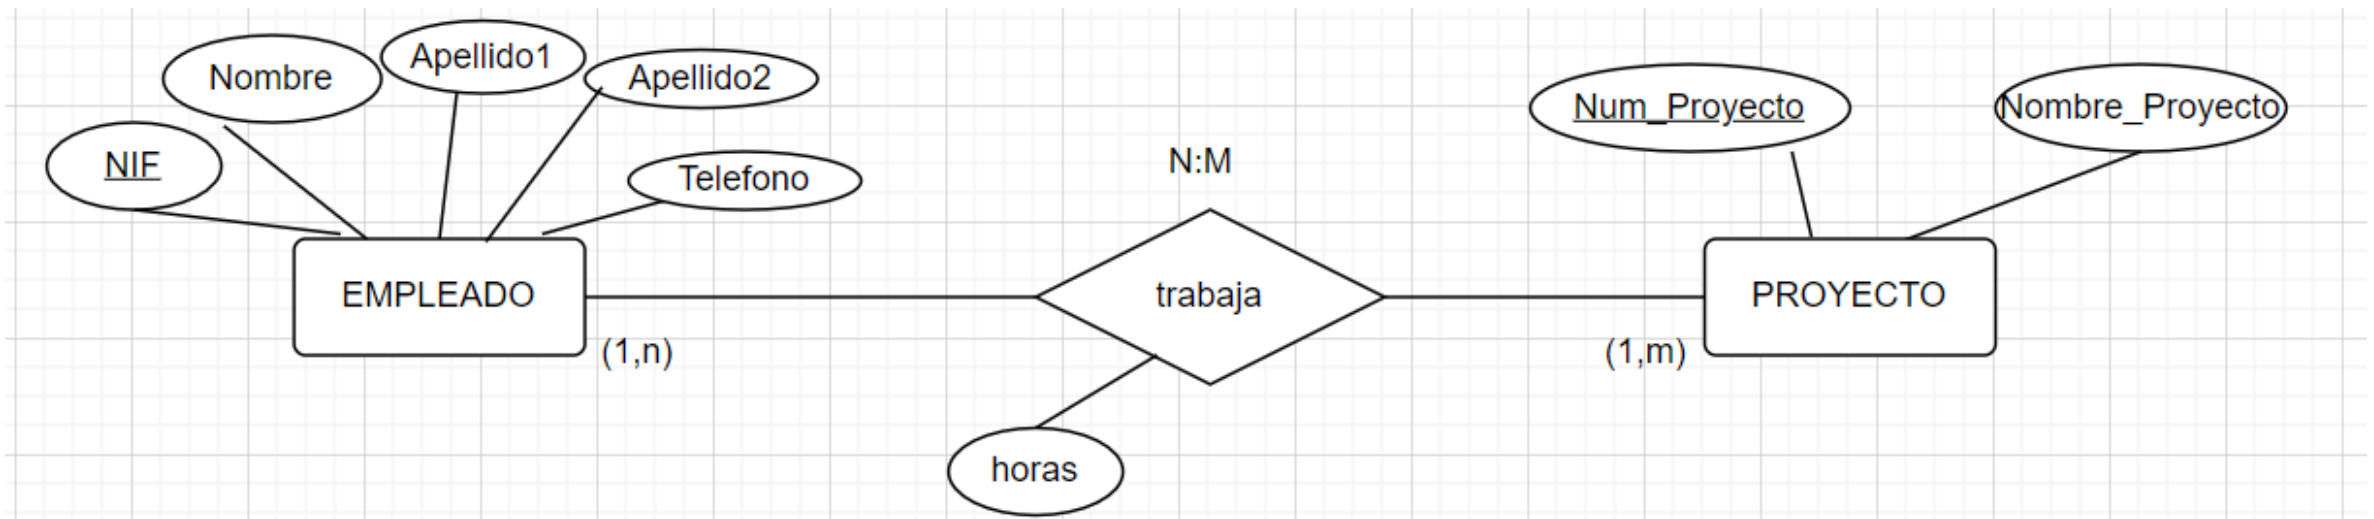 Apellido1
Nombre
Apellido2
Num_Proyecto
Nombre_Proyecto
NIF
Telefono
N:M
EMPLEADO
trabaja
PROYECTO
(1,n)
(1,m)
horas